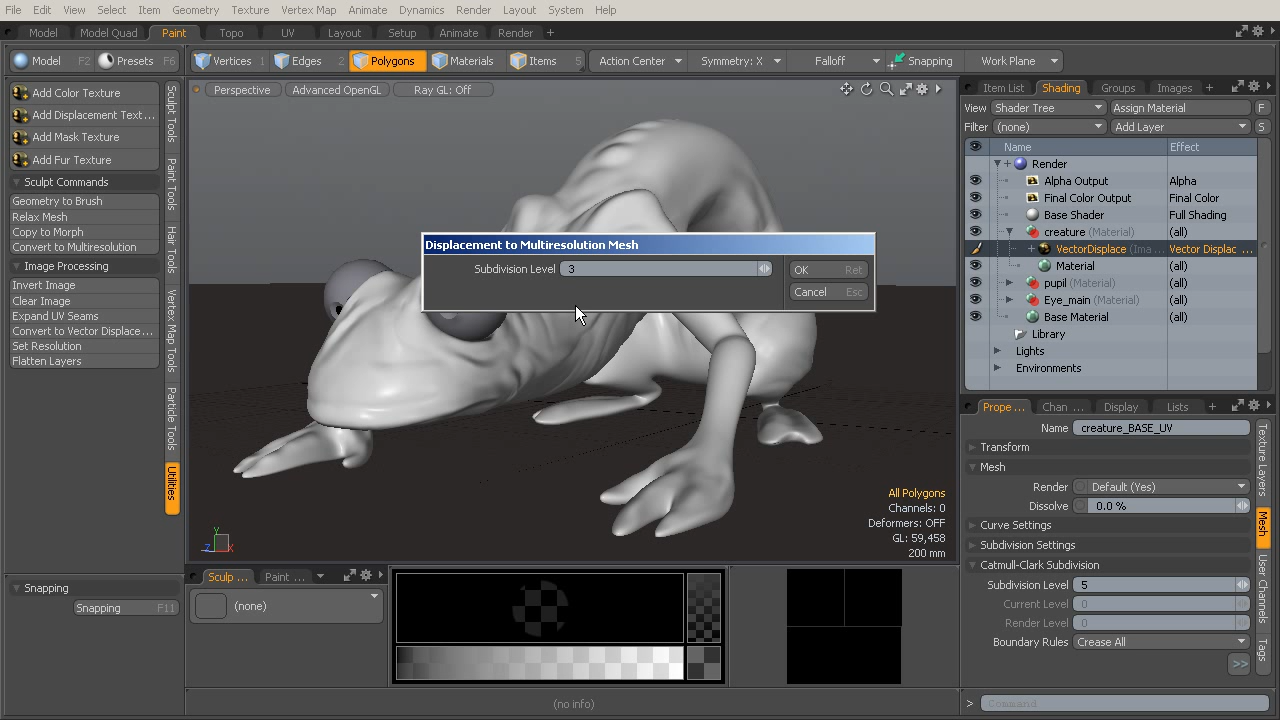 File Edit View Select Item Geometry Texture Vertex Map Animate Dynamics Render Layout System Help
Model Model Quad Paint Topo UV Layout Setup Animate Render +
Model F2 Presets F6 Vertices 1 Edges 2 Polygons Materials Items 5 Action Center Symmetry: X Falloff Snapping Work Plane
Add Color Texture
Add Displacement Text ...
Add Mask Texture
Add Fur Texture
Sculpt Commands
Geometry to Brush
Relax Mesh
Copy to Morph
Convert to Multiresolution
Image Processing
Invert Image
Clear Image
Expand UV Seams
Convert to Vector Displace...
Set Resolution
Flatten Layers
Sculpt Tools
Paint Tools
Hair Tools
Vertex Map Tools
Particle Tools
Utilities
Snapping
Snapping F11
Perspective Advanced OpenGL Ray GL: Off
Displacement to Multiresolution Mesh
Subdivision Level 3
OK Ret
Cancel Esc
All Polygons
Channels: 0
Deformers: OFF
GL: 59,458
200 mm
Y
Z X
Sculp ... Paint ...
(none)
(no info)
Item List Shading Groups Images +
View Shader Tree Assign Material F
Filter (none) Add Layer S
Name Effect
Render
Alpha Output Alpha
Final Color Output Final Color
Base Shader Full Shading
creature (Material) (all)
VectorDisplace (Ima ... Vector Displac ...
Material (all)
pupil (Material) (all)
Eye_main (Material) (all)
Base Material (all)
Library
Lights
Environments
Prope ... Chan ... Display Lists +
Name creature_BASE_UV
Transform
Mesh
Render Default (Yes)
Dissolve 0.0 %
Curve Settings
Subdivision Settings
Catmull-Clark Subdivision
Subdivision Level 5
Current Level 0
Render Level 0
Boundary Rules Crease All
>>
Texture Layers
Mesh
User Channels
Tags
> Command